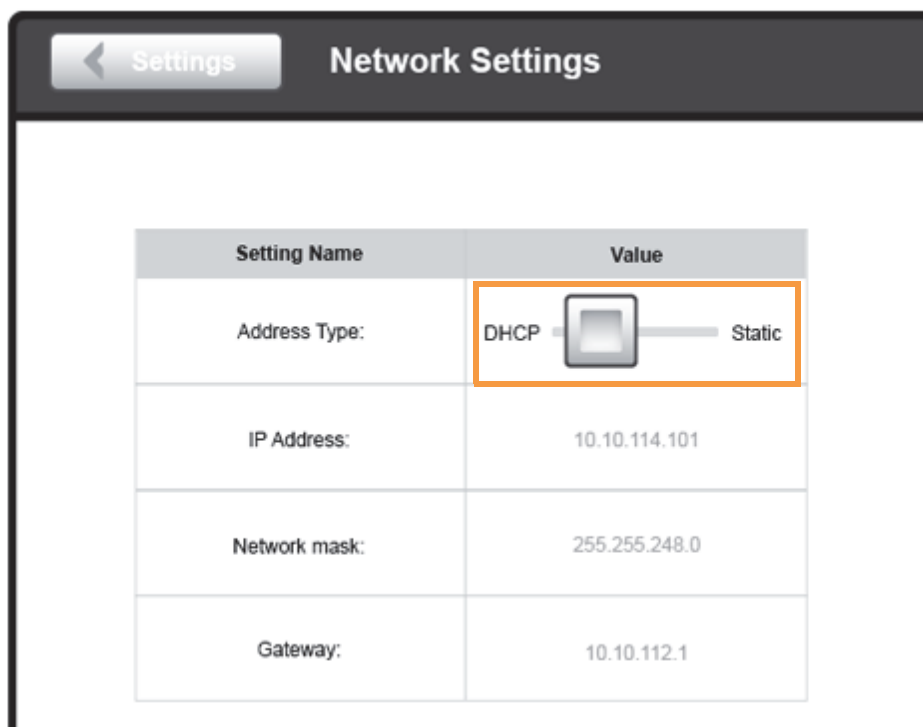 Settings
Network Settings
Setting Name Value
Address Type: DHCP Static
IP Address: 10.10.114.101
Network mask: 255.255.248.0
Gateway: 10.10.112.1